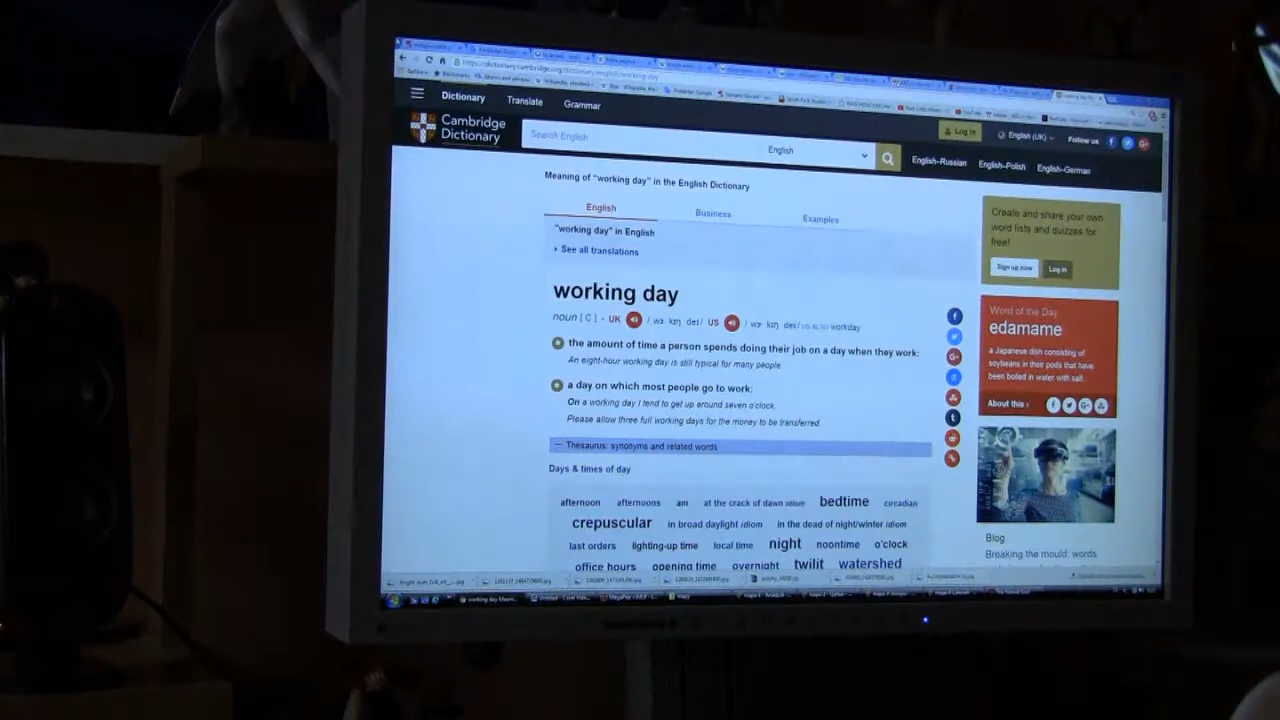 https://dictionary.cambridge.org/dictionary/english/working-day
Bookmarks
Dictionary Translate Grammar
Cambridge Dictionary
Search English
English
Log in
English (UK)
Follow us
English–Russian English–Polish English–German
Meaning of “working day” in the English Dictionary
English Business Examples
"working day" in English
See all translations
working day
noun [ C ] · UK US US ALSO workday
the amount of time a person spends doing their job on a day when they work:
An eight-hour working day is still typical for many people.
a day on which most people go to work:
On a working day I tend to get up around seven o'clock.
Please allow three full working days for the money to be transferred.
— Thesaurus: synonyms and related words
Days & times of day
afternoon afternoons am at the crack of dawn idiom bedtime circadian
crepuscular in broad daylight idiom in the dead of night/winter idiom
last orders lighting-up time local time night noontime o'clock
office hours opening time overnight twilit watershed
Create and share your own
word lists and quizzes for
free!
Sign up now Log in
Word of the Day
edamame
a Japanese dish consisting of
soybeans in their pods that have
been boiled in water with salt
About this ›
Blog
Breaking the mould: words